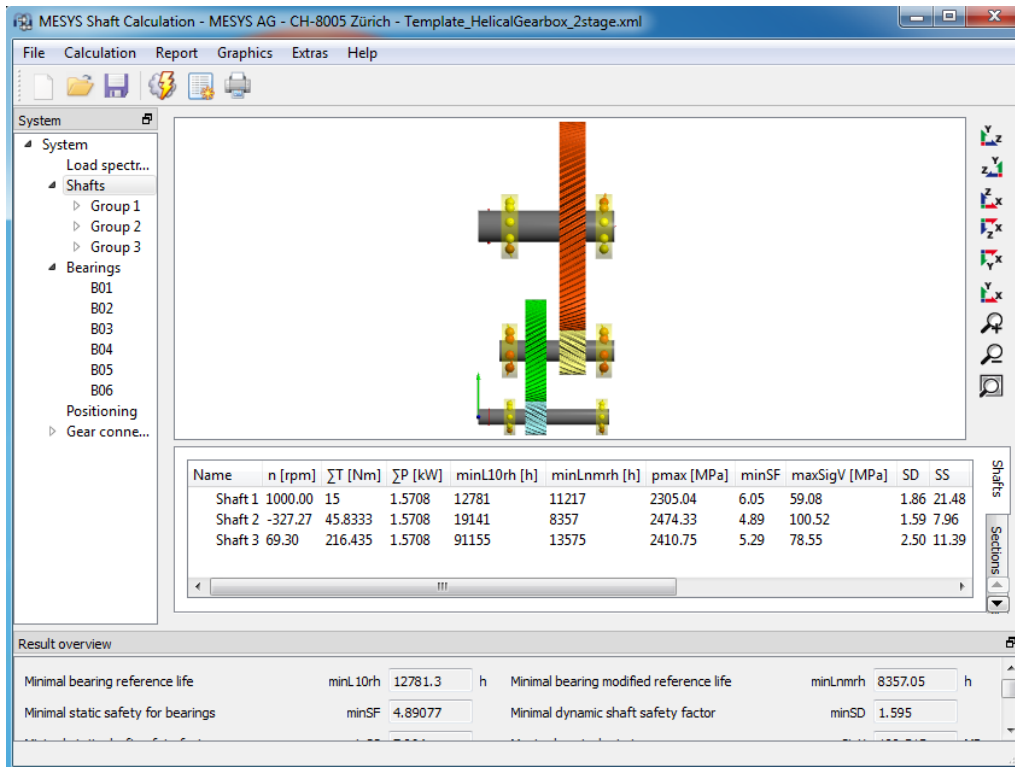 MESYS Shaft Calculation - MESYS AG - CH-8005 Zürich - Template_HelicalGearbox_2stage.xml
File Calculation Report Graphics Extras Help
System
System
Load spectr...
Shafts
Group 1
Group 2
Group 3
Bearings
B01
B02
B03
B04
B05
B06
Positioning
Gear conne...
Y Z
Z Y
Z X
Z X
Y X
Y X
Name n [rpm] ∑T [Nm] ∑P [kW] minL10rh [h] minLnmrh [h] pmax [MPa] minSF maxSigV [MPa] SD SS
Shaft 1 1000.00 15 1.5708 12781 11217 2305.04 6.05 59.08 1.86 21.48
Shaft 2 -327.27 45.8333 1.5708 19141 8357 2474.33 4.89 100.52 1.59 7.96
Shaft 3 69.30 216.435 1.5708 91155 13575 2410.75 5.29 78.55 2.50 11.39
Shafts
Sections
Result overview
Minimal bearing reference life minL10rh 12781.3 h Minimal bearing modified reference life minLnmrh 8357.05 h
Minimal static safety for bearings minSF 4.89077 Minimal dynamic shaft safety factor minSD 1.595